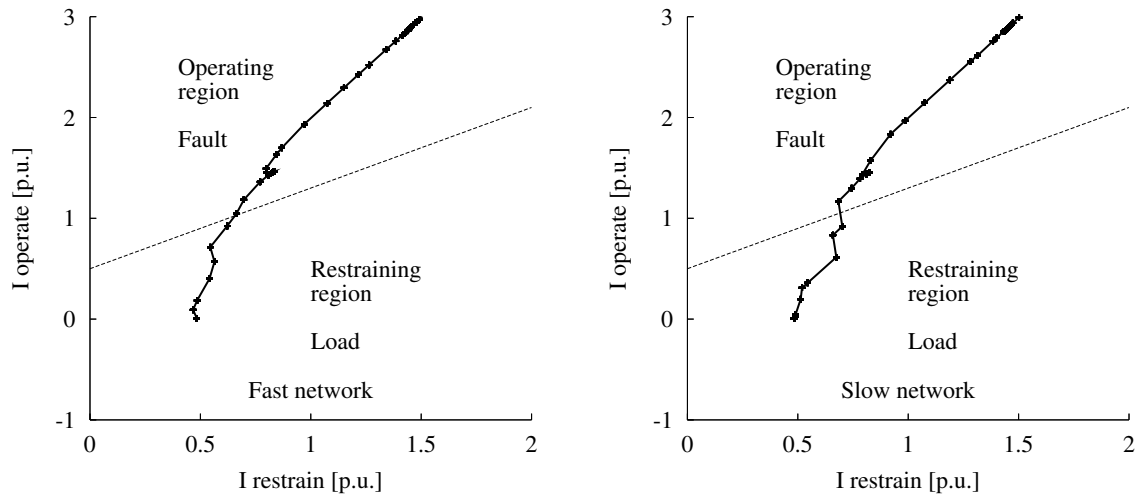 3
2
1
0
-1
I operate [p.u.]
Operating
region
Fault
Restraining
region
Load
Fast network
0 0.5 1 1.5 2
I restrain [p.u.]
3
2
1
0
-1
I operate [p.u.]
Operating
region
Fault
Restraining
region
Load
Slow network
0 0.5 1 1.5 2
I restrain [p.u.]